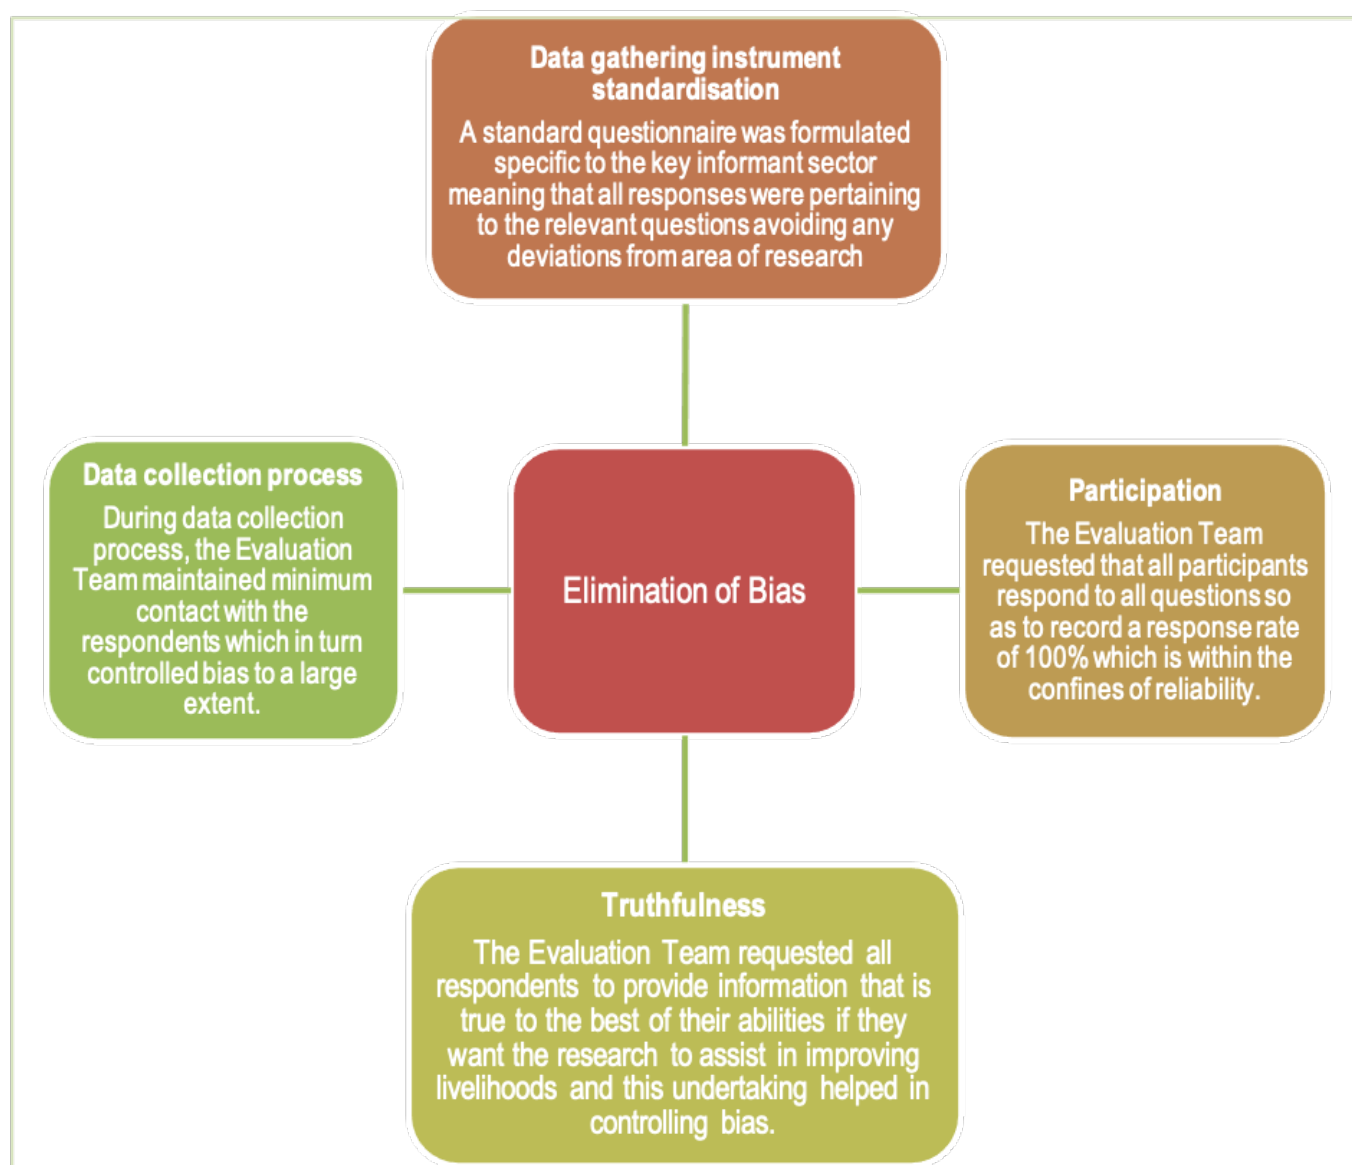 Data gathering instrument
standardisation
A standard questionnaire was formulated
specific to the key informant sector
meaning that all responses were pertaining
to the relevant questions avoiding any
deviations from area of research
Data collection process
During data collection
process, the Evaluation
Team maintained minimum
contact with the
respondents which in turn
controlled bias to a large
extent.
Elimination of Bias
Participation
The Evaluation Team
requested that all participants
respond to all questions so
as to record a response rate
of 100% which is within the
confines of reliability.
Truthfulness
The Evaluation Team requested all
respondents to provide information that is
true to the best of their abilities if they
want the research to assist in improving
livelihoods and this undertaking helped in
controlling bias.